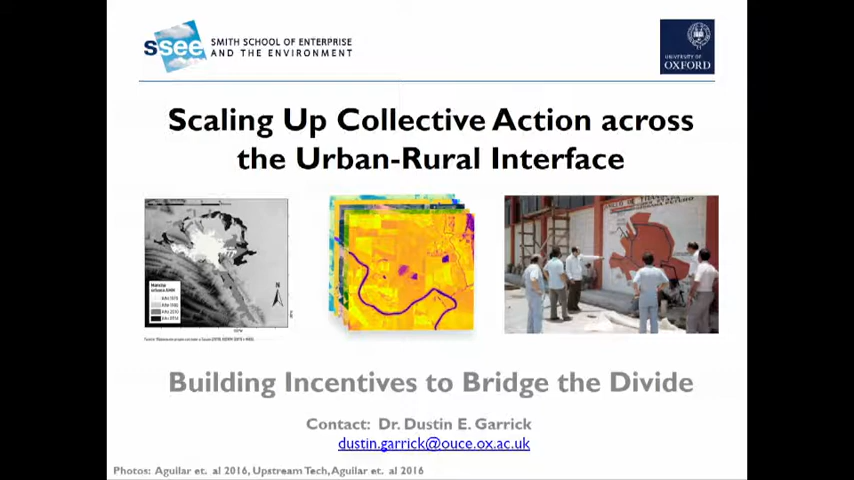 ssee
SMITH SCHOOL OF ENTERPRISE
AND THE ENVIRONMENT
UNIVERSITY OF
OXFORD
Scaling Up Collective Action across
the Urban-Rural Interface
N
Building Incentives to Bridge the Divide
Contact: Dr. Dustin E. Garrick
dustin.garrick@ouce.ox.ac.uk
Photos: Aguilar et. al 2016, Upstream Tech, Aguilar et. al 2016